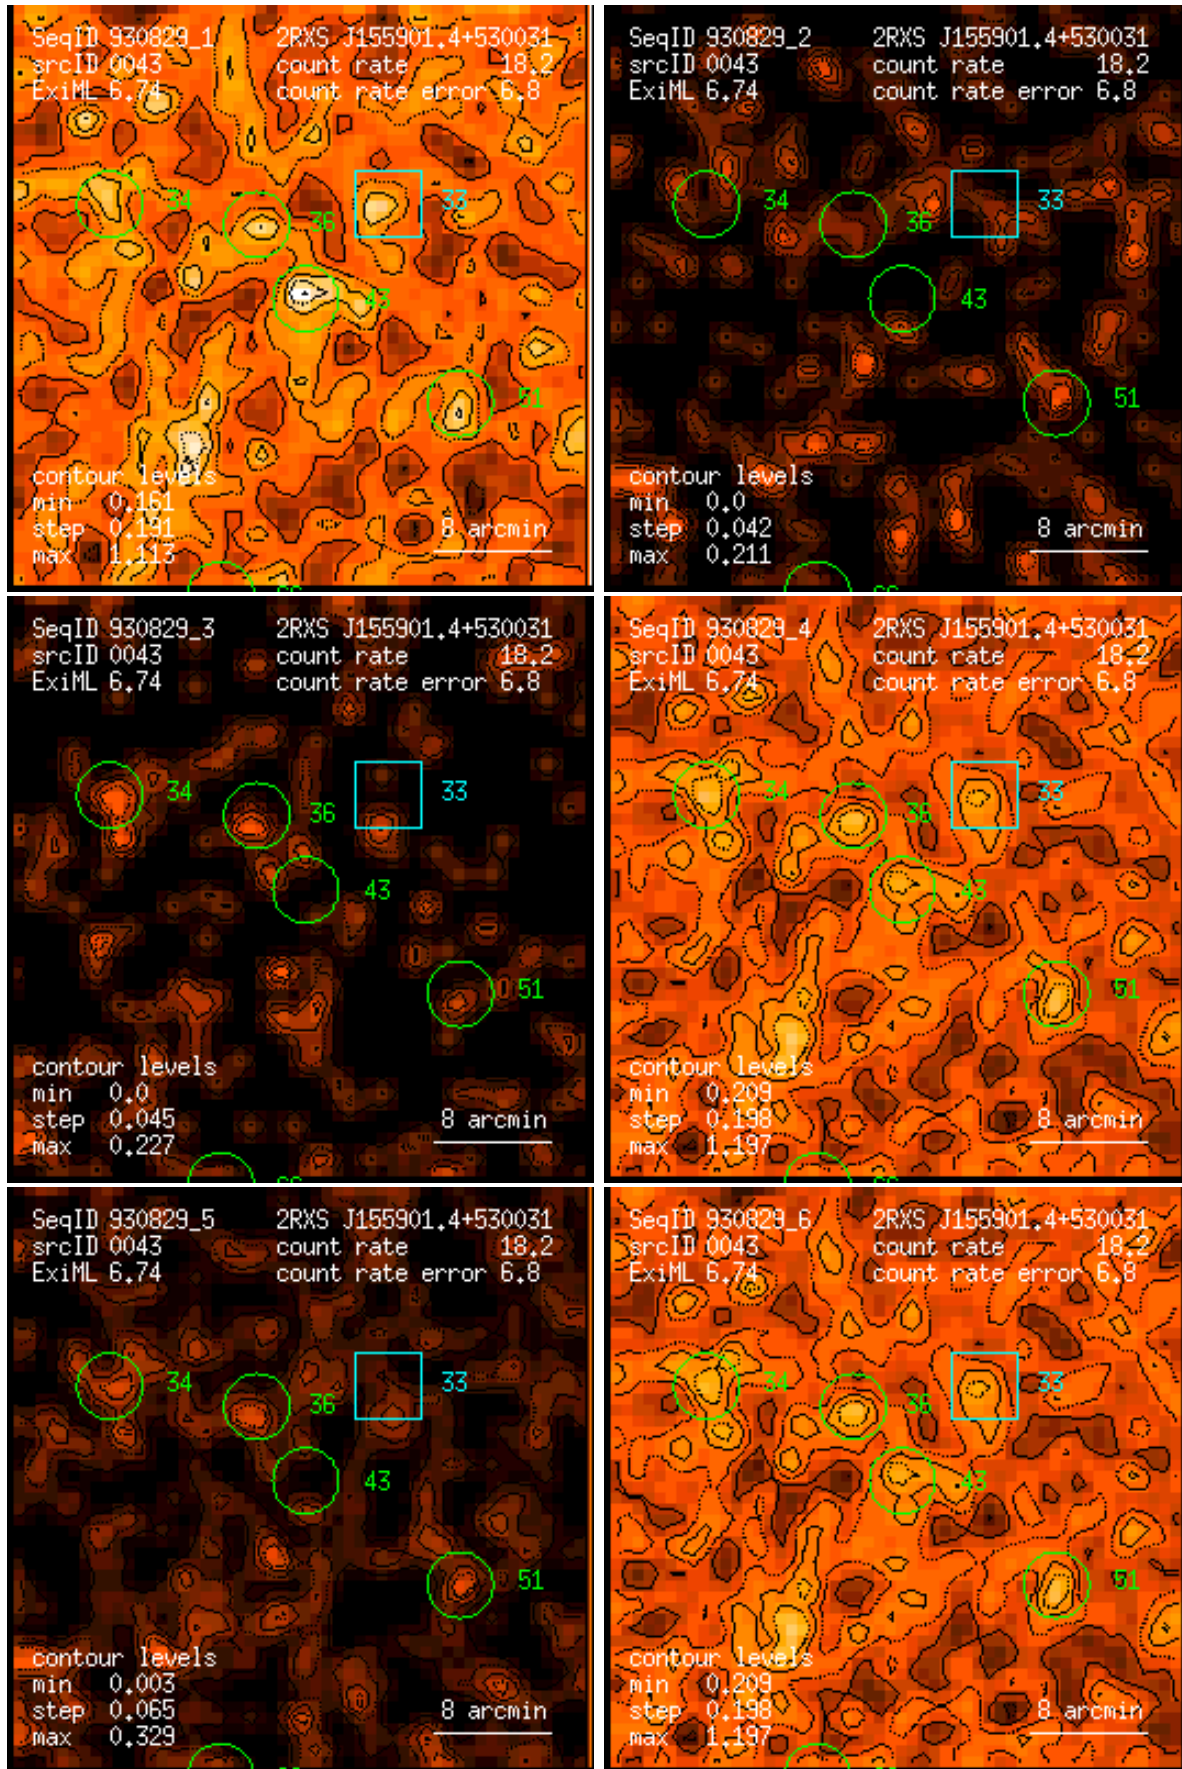 SeqID 930829_1 2RXS J155901.4+530031
srcID 0043 count rate 18.2
ExiML 6.74 count rate error 6.8
34
36
33
43
51
contour levels
min 0.161
step 0.191
max 1.113
8 arcmin
SeqID 930829_2 2RXS J155901.4+530031
srcID 0043 count rate 18.2
ExiML 6.74 count rate error 6.8
34
36
33
43
51
contour levels
min 0.0
step 0.042
max 0.211
8 arcmin
SeqID 930829_3 2RXS J155901.4+530031
srcID 0043 count rate 18.2
ExiML 6.74 count rate error 6.8
34
36
33
43
51
contour levels
min 0.0
step 0.045
max 0.227
8 arcmin
SeqID 930829_4 2RXS J155901.4+530031
srcID 0043 count rate 18.2
ExiML 6.74 count rate error 6.8
34
36
33
43
51
contour levels
min 0.209
step 0.198
max 1.197
8 arcmin
SeqID 930829_5 2RXS J155901.4+530031
srcID 0043 count rate 18.2
ExiML 6.74 count rate error 6.8
34
36
33
43
51
contour levels
min 0.003
step 0.065
max 0.329
8 arcmin
SeqID 930829_6 2RXS J155901.4+530031
srcID 0043 count rate 18.2
ExiML 6.74 count rate error 6.8
34
36
33
43
51
contour levels
min 0.209
step 0.198
max 1.197
8 arcmin